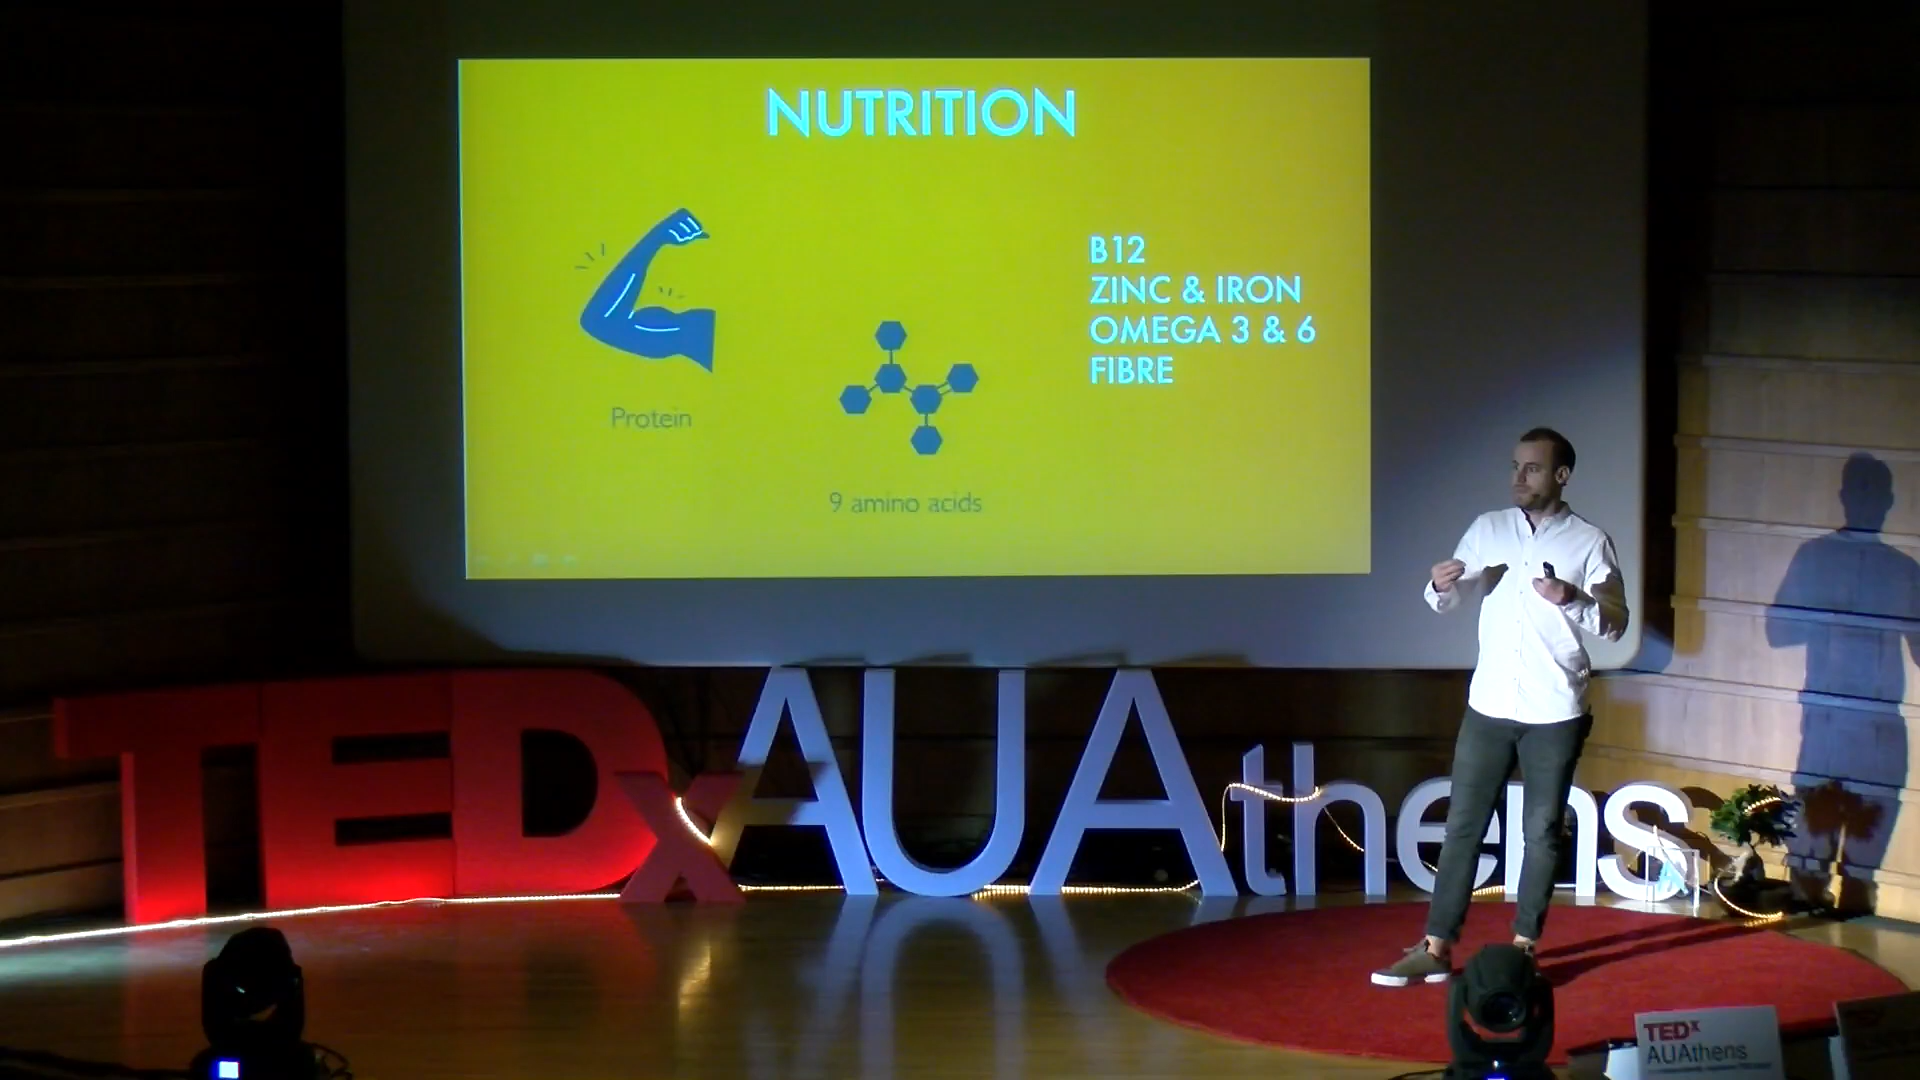 NUTRITION
B12
ZINC & IRON
OMEGA 3 & 6
FIBRE
Protein
9 amino acids
TEDxAUAthens
TEDx
AUAthens